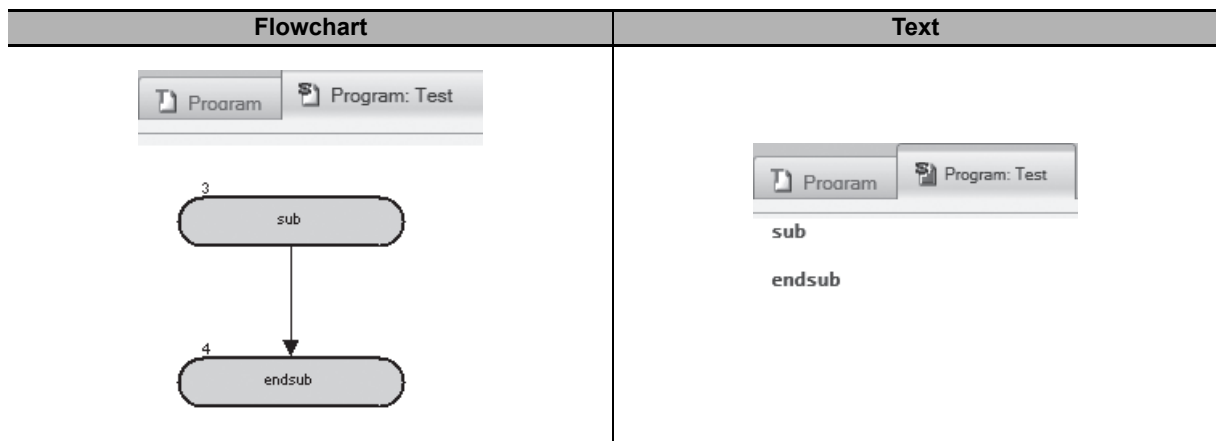 Flowchart
Text
Program
Program: Test
3
sub
4
endsub
Program
Program: Test
sub
endsub